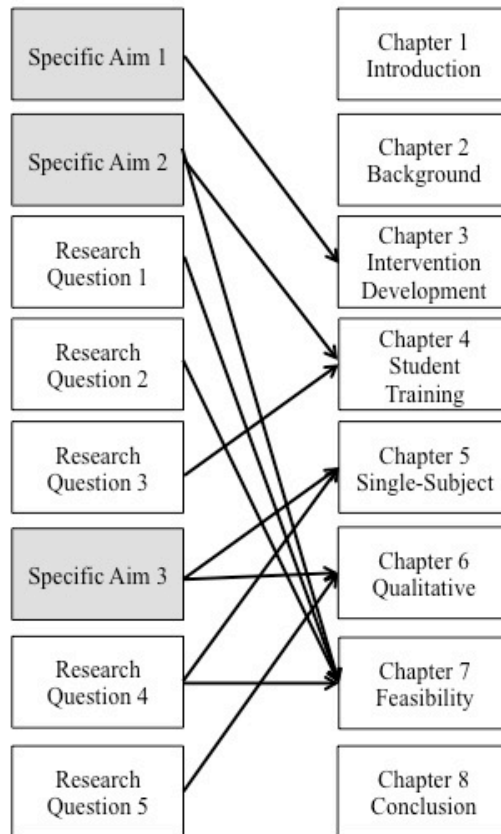 Specific Aim 1
Specific Aim 2
Research
Question 1
Research
Question 2
Research
Question 3
Specific Aim 3
Research
Question 4
Research
Question 5
Chapter 1
Introduction
Chapter 2
Background
Chapter 3
Intervention
Development
Chapter 4
Student
Training
Chapter 5
Single-Subject
Chapter 6
Qualitative
Chapter 7
Feasibility
Chapter 8
Conclusion